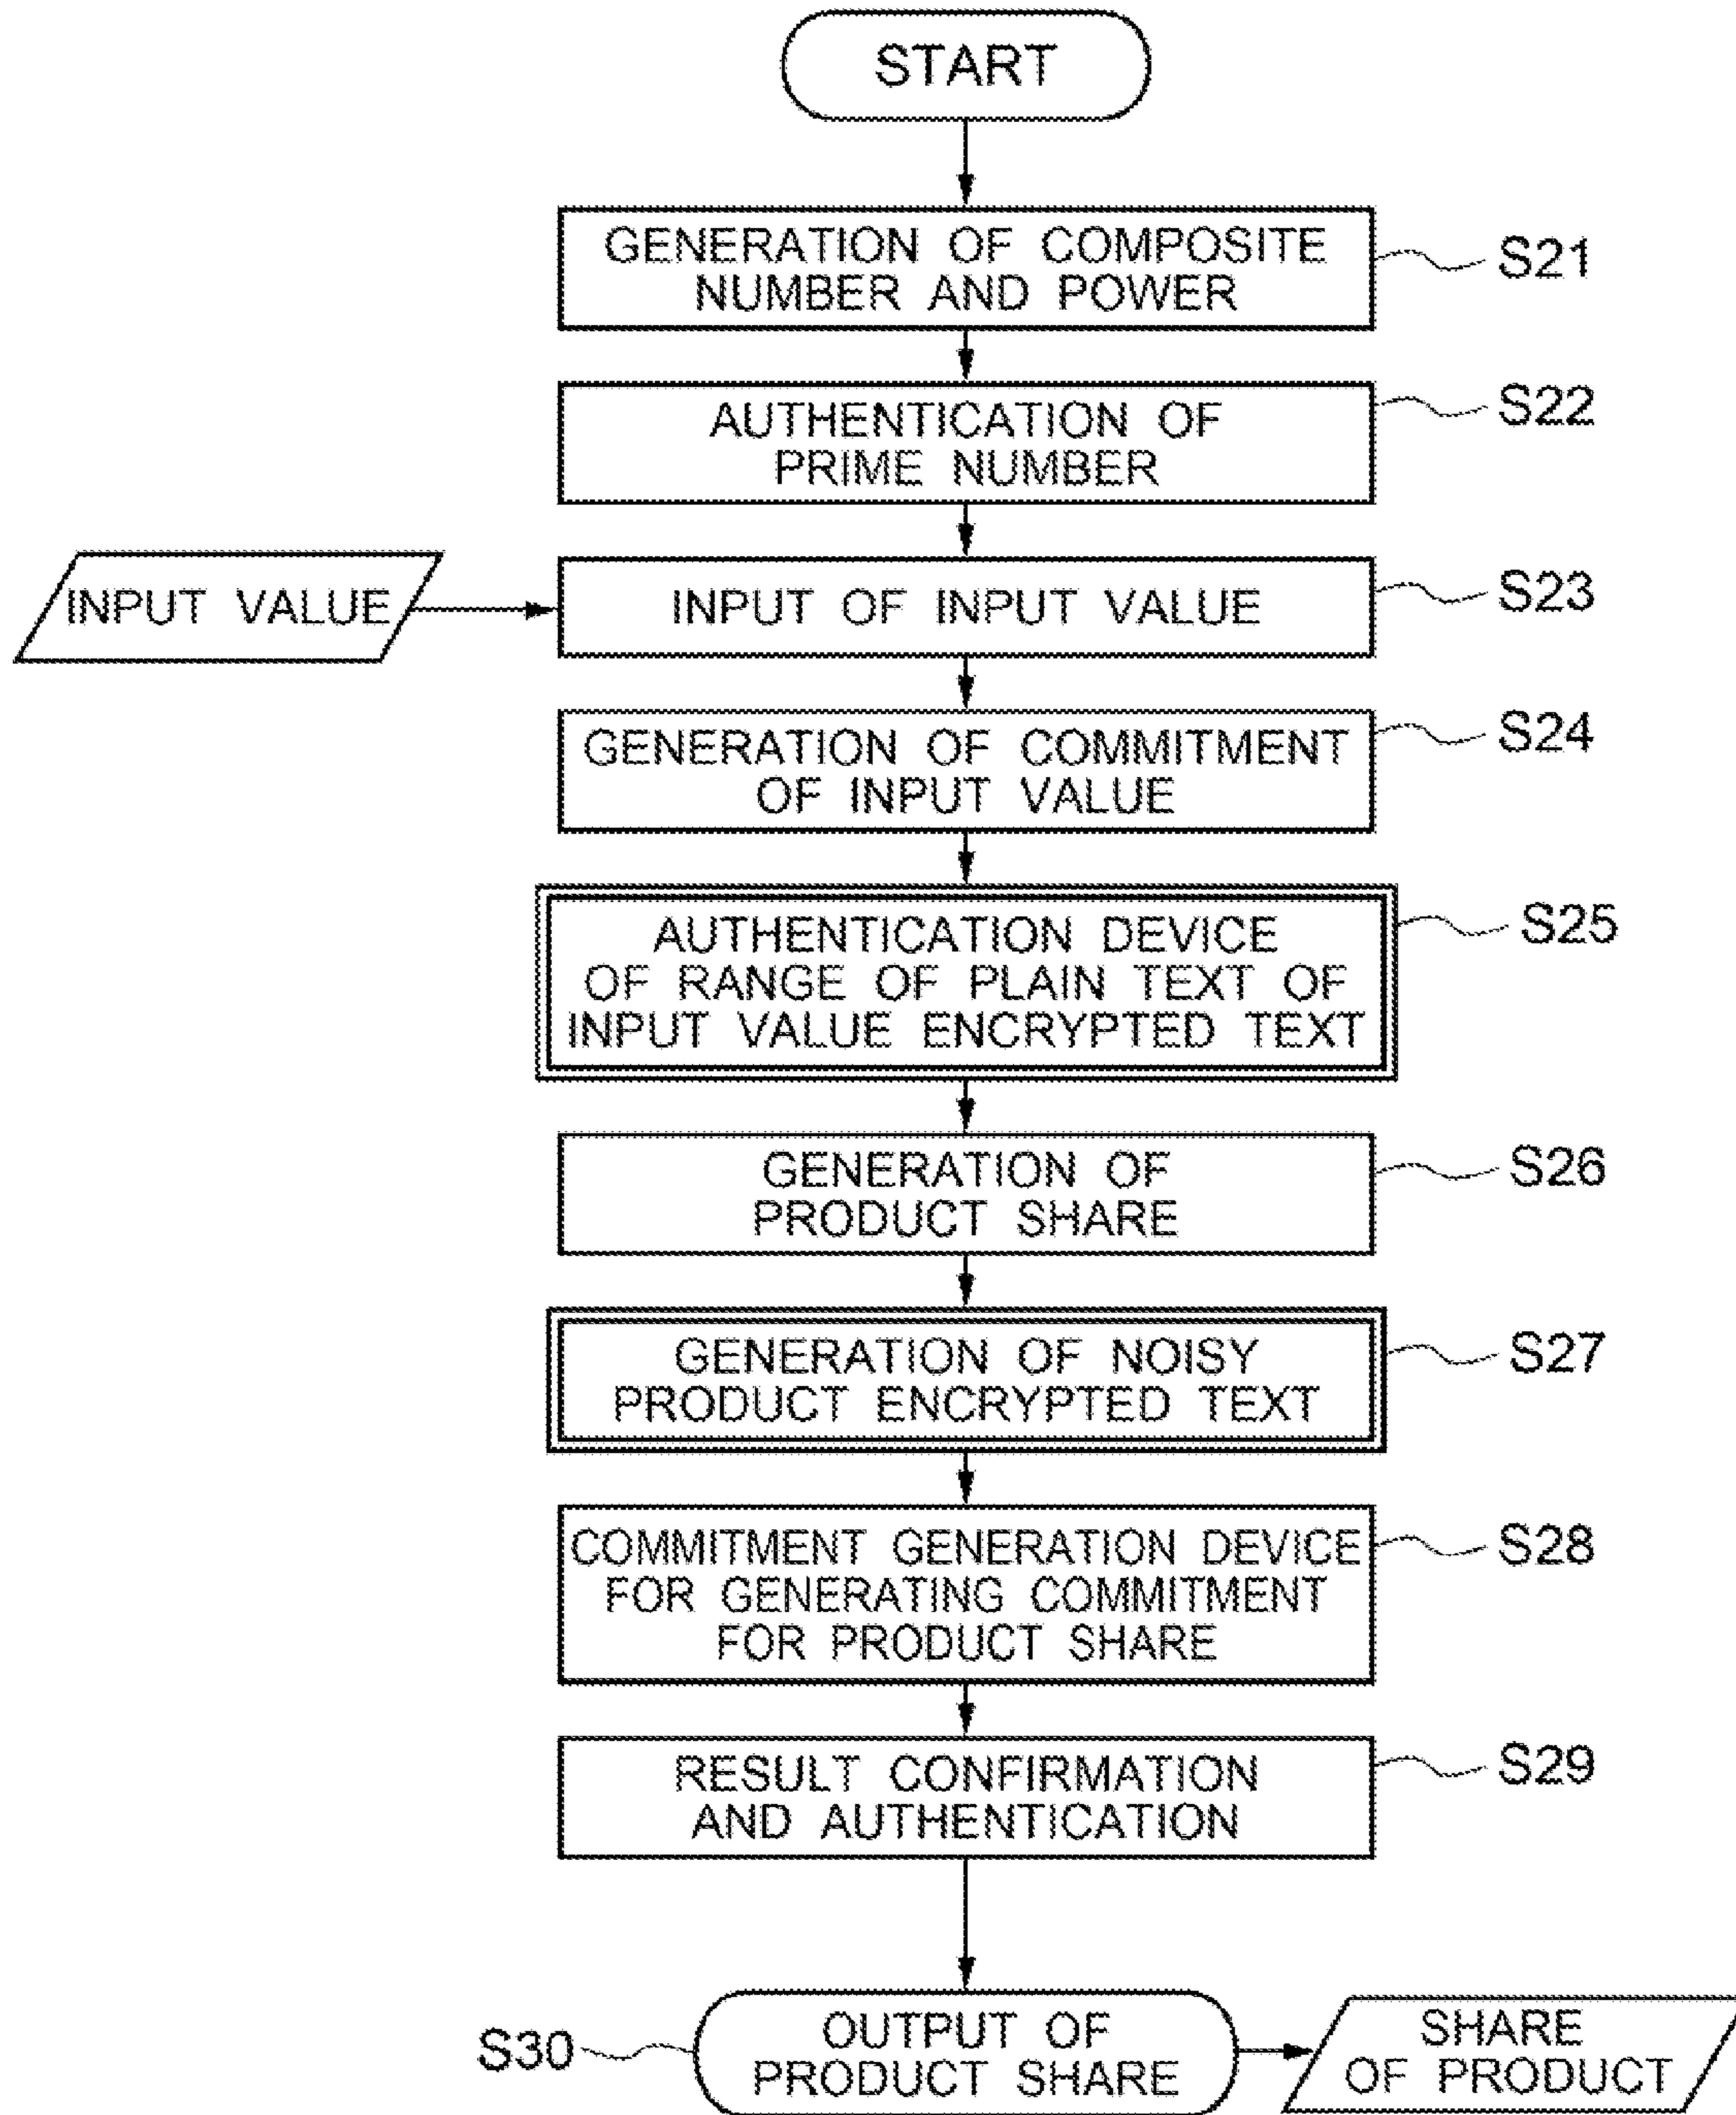 START
GENERATION OF COMPOSITE
NUMBER AND POWER
S21
AUTHENTICATION OF
PRIME NUMBER
S22
INPUT VALUE
INPUT OF INPUT VALUE
S23
GENERATION OF COMMITMENT
OF INPUT VALUE
S24
AUTHENTICATION DEVICE
OF RANGE OF PLAIN TEXT OF
INPUT VALUE ENCRYPTED TEXT
S25
GENERATION OF
PRODUCT SHARE
S26
GENERATION OF NOISY
PRODUCT ENCRYPTED TEXT
S27
COMMITMENT GENERATION DEVICE
FOR GENERATING COMMITMENT
FOR PRODUCT SHARE
S28
RESULT CONFIRMATION
AND AUTHENTICATION
S29
S30
OUTPUT OF
PRODUCT SHARE
SHARE
OF PRODUCT